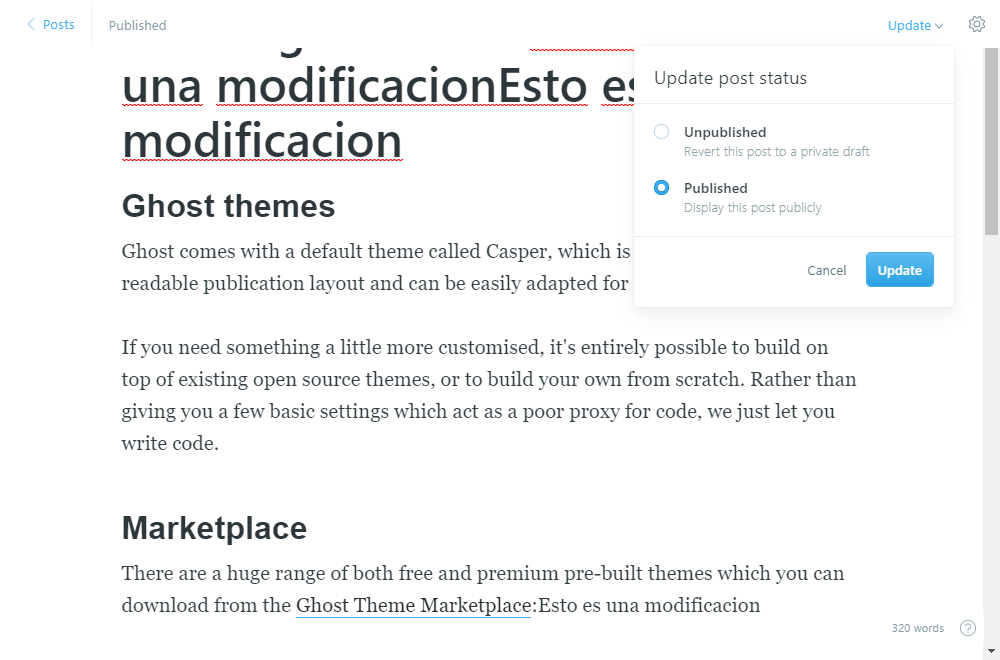 Posts
Published
Update
una modificacionEsto es
modificacion
Update post status
Unpublished
Revert this post to a private draft
Published
Display this post publicly
Cancel
Update
Ghost themes
Ghost comes with a default theme called Casper, which is
readable publication layout and can be easily adapted for
If you need something a little more customised, it's entirely possible to build on
top of existing open source themes, or to build your own from scratch. Rather than
giving you a few basic settings which act as a poor proxy for code, we just let you
write code.
Marketplace
There are a huge range of both free and premium pre-built themes which you can
download from the Ghost Theme Marketplace:Esto es una modificacion
320 words
?